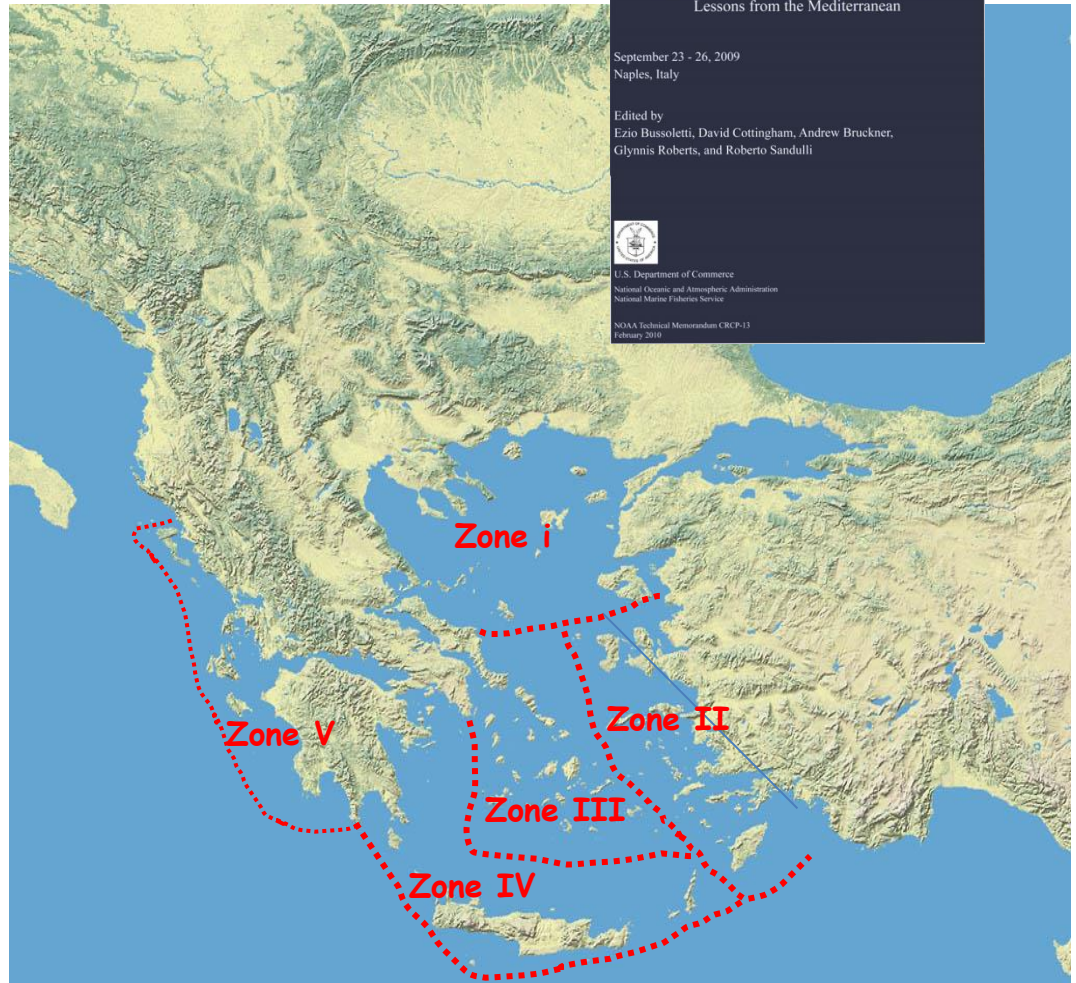 Lessons from the Mediterranean
September 23 - 26, 2009
Naples, Italy
Edited by
Ezio Bussoletti, David Cottingham, Andrew Bruckner,
Glynnis Roberts, and Roberto Sandulli
U.S. Department of Commerce
National Oceanic and Atmospheric Administration
National Marine Fisheries Service
NOAA Technical Memorandum CRCP-13
February 2010
Zone i
Zone II
Zone V
Zone III
Zone IV